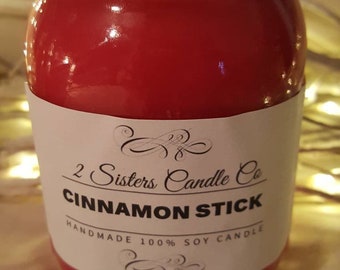 2 Sisters Candle Co
CINNAMON STICK
HANDMADE 100% SOY CANDLE